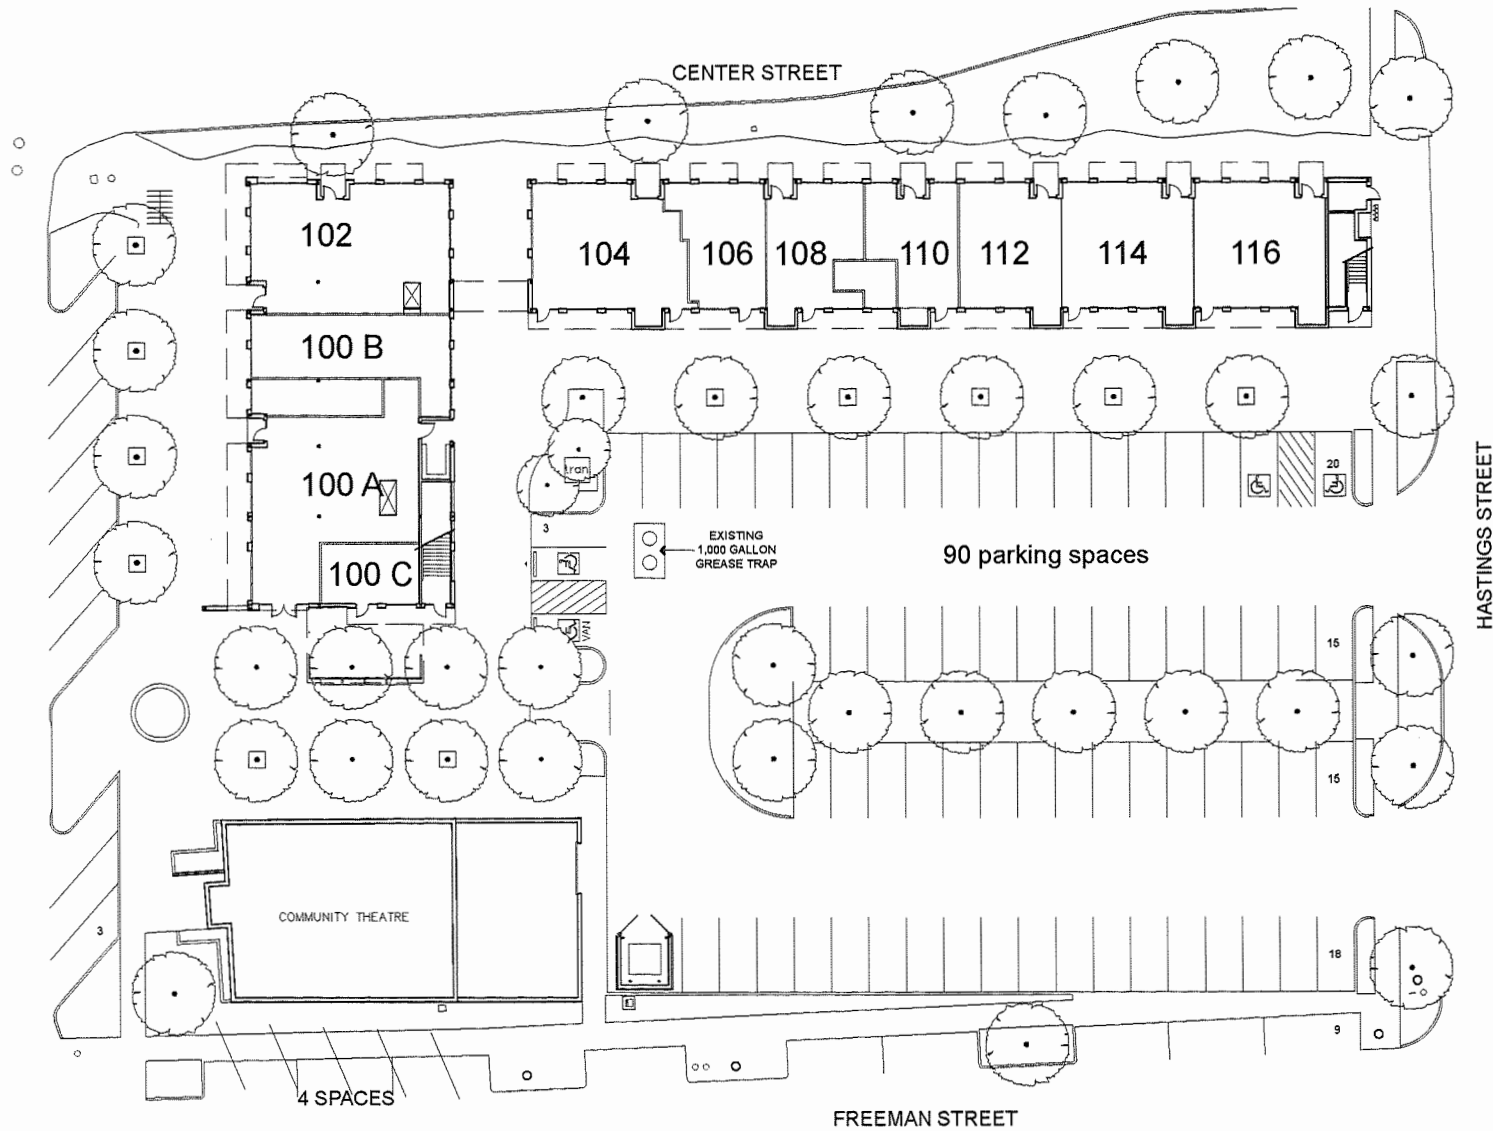 CENTER STREET
102
104
106
108
110
112
114
116
100 B
100 A
100 C
tran
20
3
VAN
EXISTING
1,000 GALLON
GREASE TRAP
90 parking spaces
HASTINGS STREET
15
15
COMMUNITY THEATRE
3
18
9
4 SPACES
FREEMAN STREET